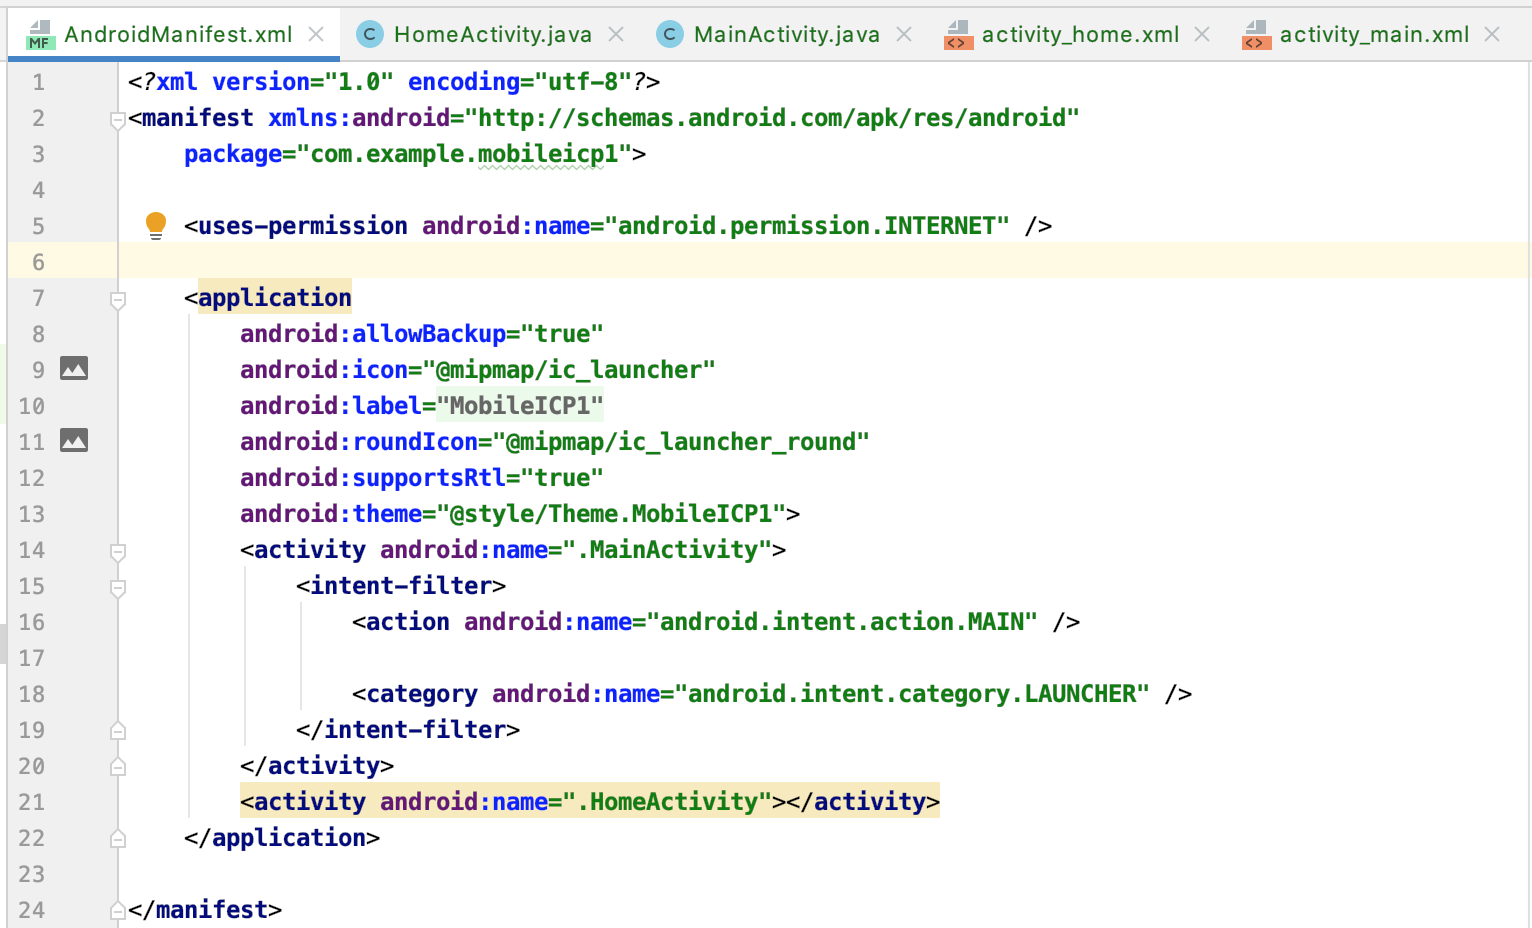 MF AndroidManifest.xml
C HomeActivity.java
C MainActivity.java
<> activity_home.xml
<> activity_main.xml
1 <?xml version="1.0" encoding="utf-8"?>
2 <manifest xmlns:android="http://schemas.android.com/apk/res/android"
3     package="com.example.mobileicp1">
4
5     <uses-permission android:name="android.permission.INTERNET" />
6
7     <application
8         android:allowBackup="true"
9         android:icon="@mipmap/ic_launcher"
10         android:label="MobileICP1"
11         android:roundIcon="@mipmap/ic_launcher_round"
12         android:supportsRtl="true"
13         android:theme="@style/Theme.MobileICP1">
14         <activity android:name=".MainActivity">
15             <intent-filter>
16                 <action android:name="android.intent.action.MAIN" />
17
18                 <category android:name="android.intent.category.LAUNCHER" />
19             </intent-filter>
20         </activity>
21         <activity android:name=".HomeActivity"></activity>
22     </application>
23
24 </manifest>